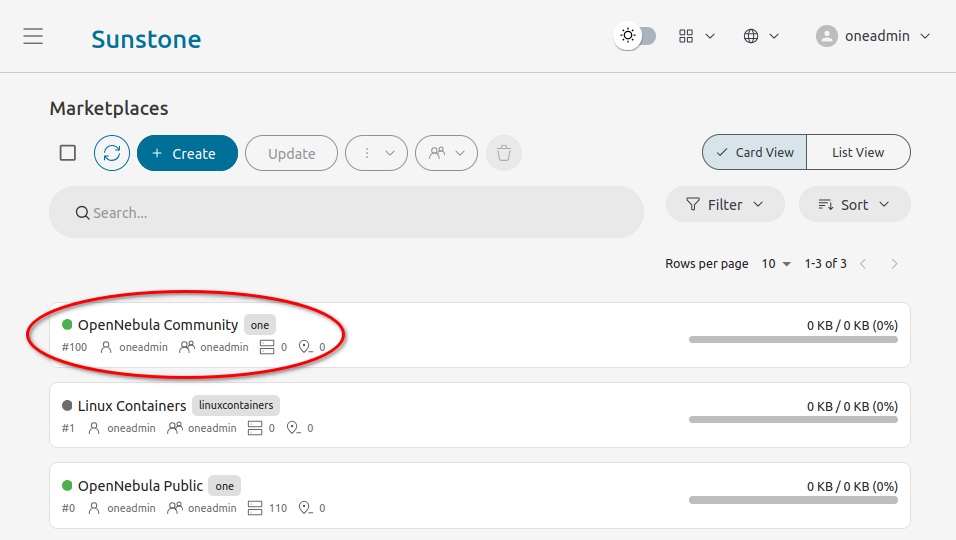 Sunstone
oneadmin
Marketplaces
+ Create
Update
Card View
List View
Search...
Filter
Sort
Rows per page 10 1-3 of 3
OpenNebula Community one
0 KB / 0 KB (0%)
#100 oneadmin oneadmin 0 0
Linux Containers linuxcontainers
0 KB / 0 KB (0%)
#1 oneadmin oneadmin 0 0
OpenNebula Public one
0 KB / 0 KB (0%)
#0 oneadmin oneadmin 110 0